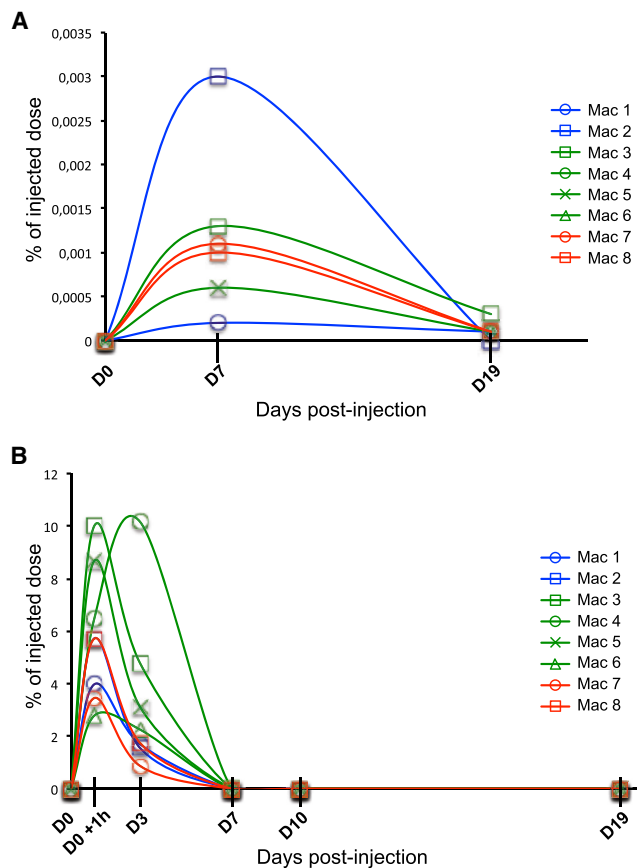 A
% of injected dose
0,0035
0,003
0,0025
0,002
0,0015
0,001
0,0005
0
D0
D7
D19
Days post-injection
Mac 1
Mac 2
Mac 3
Mac 4
Mac 5
Mac 6
Mac 7
Mac 8
B
% of injected dose
12
10
8
6
4
2
0
D0
D0 +1h
D3
D7
D10
D19
Days post-injection
Mac 1
Mac 2
Mac 3
Mac 4
Mac 5
Mac 6
Mac 7
Mac 8